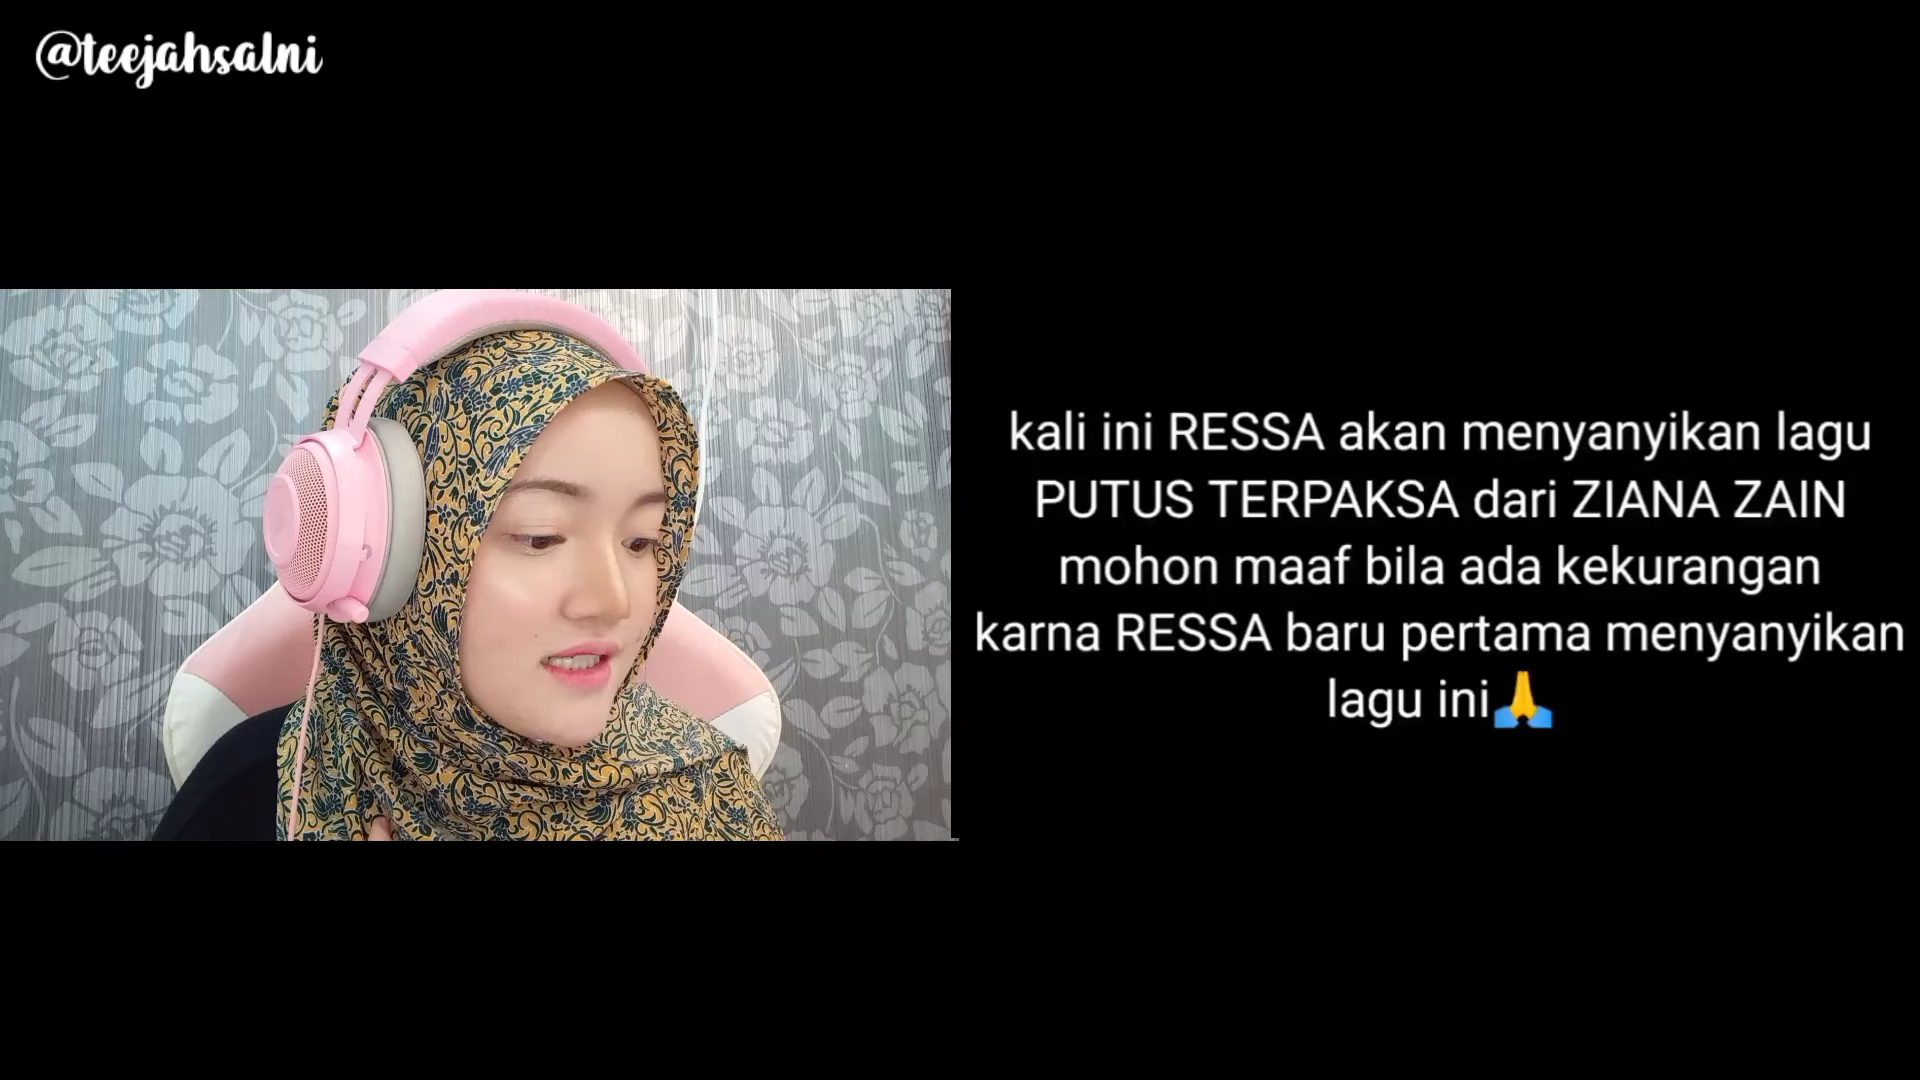 @teejahsalni
kali ini RESSA akan menyanyikan lagu
PUTUS TERPAKSA dari ZIANA ZAIN
mohon maaf bila ada kekurangan
karna RESSA baru pertama menyanyikan
lagu ini🙏